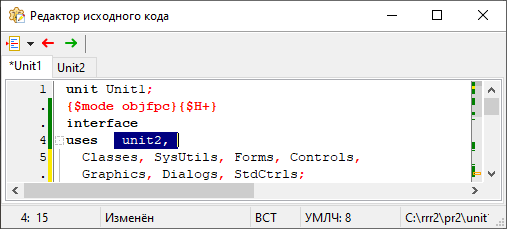 Редактор исходного кода
*Unit1 Unit2
1 unit Unit1;
. {$mode objfpc}{$H+}
. interface
4 uses unit2,
5 Classes, SysUtils, Forms, Controls,
. Graphics, Dialogs, StdCtrls;
4: 15 Изменён ВСТ УМЛЧ: 8 C:\rrr2\pr2\unit